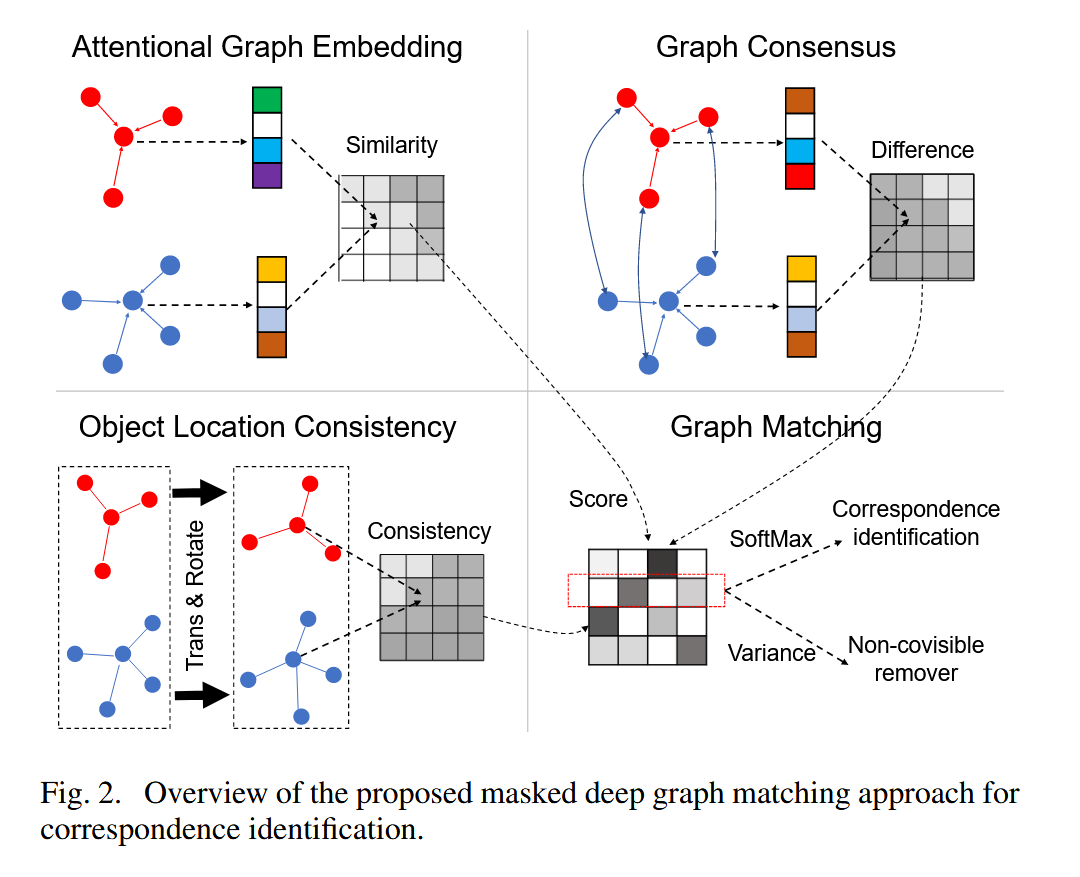 Attentional Graph Embedding
Similarity
Graph Consensus
Difference
Object Location Consistency
Trans & Rotate
Consistency
Graph Matching
Score
SoftMax
Correspondence
identification
Variance
Non-covisible
remover
Fig. 2. Overview of the proposed masked deep graph matching approach for
correspondence identification.